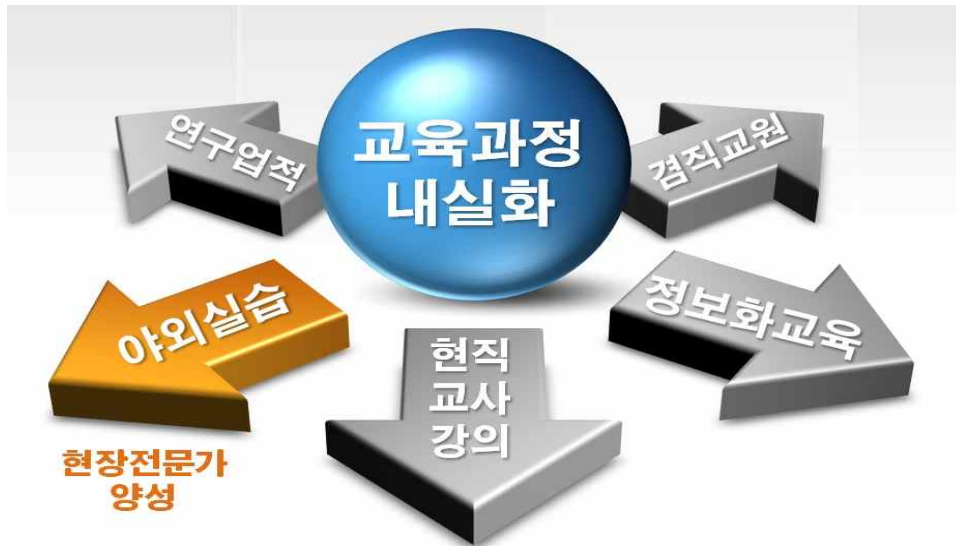 교육과정
내실화
연구업적
겸직교원
야외실습
정보화교육
현직
교사
강의
현장전문가
양성